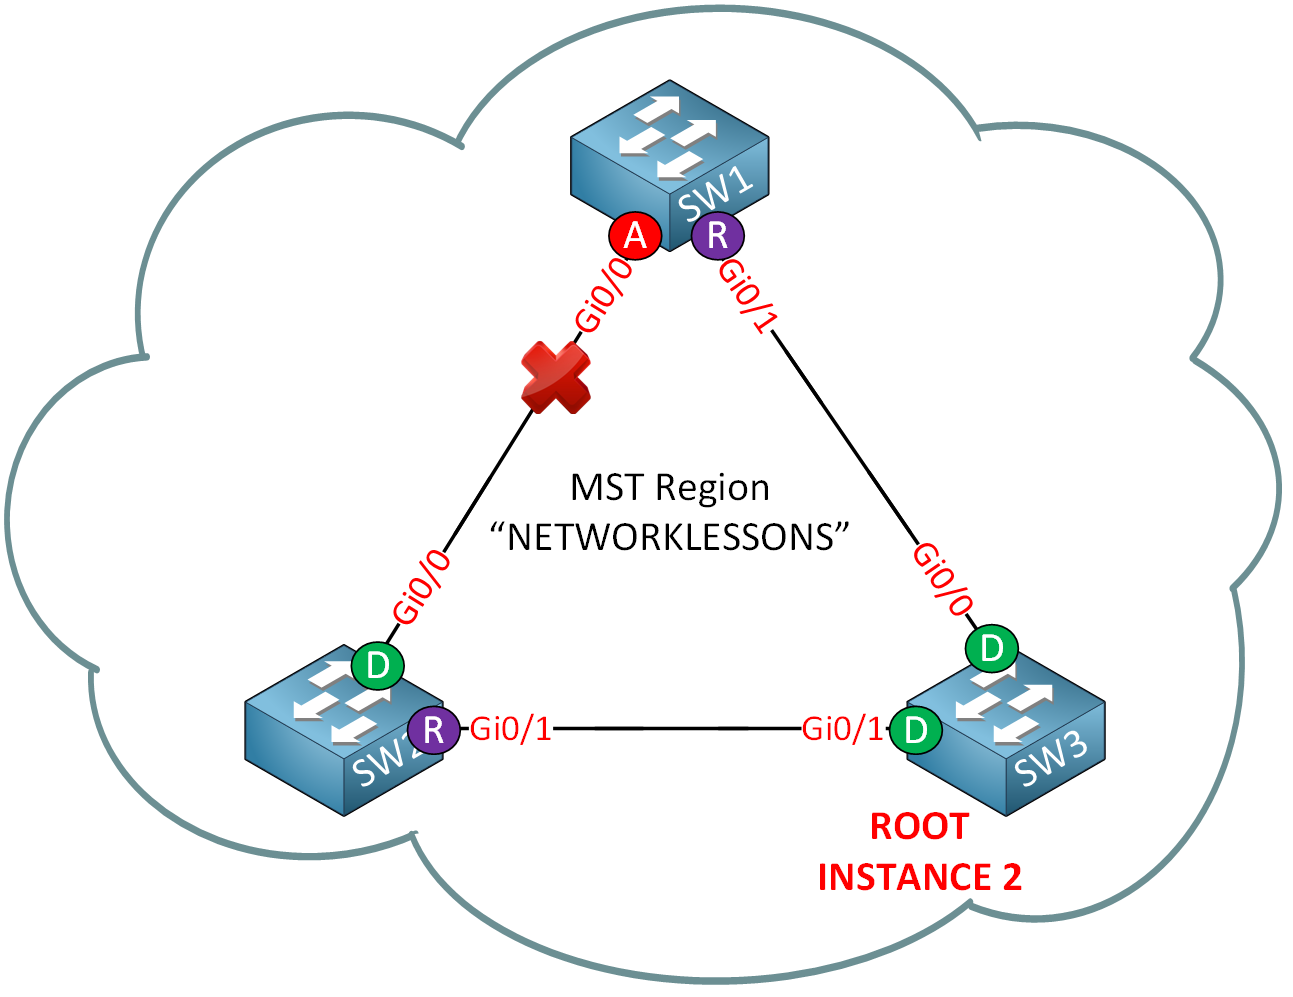 SW1
A
R
Gi0/0
Gi0/1
MST Region
“NETWORKLESSONS”
Gi0/0
Gi0/0
D
D
SW2
R
Gi0/1
Gi0/1
D
SW3
ROOT
INSTANCE 2